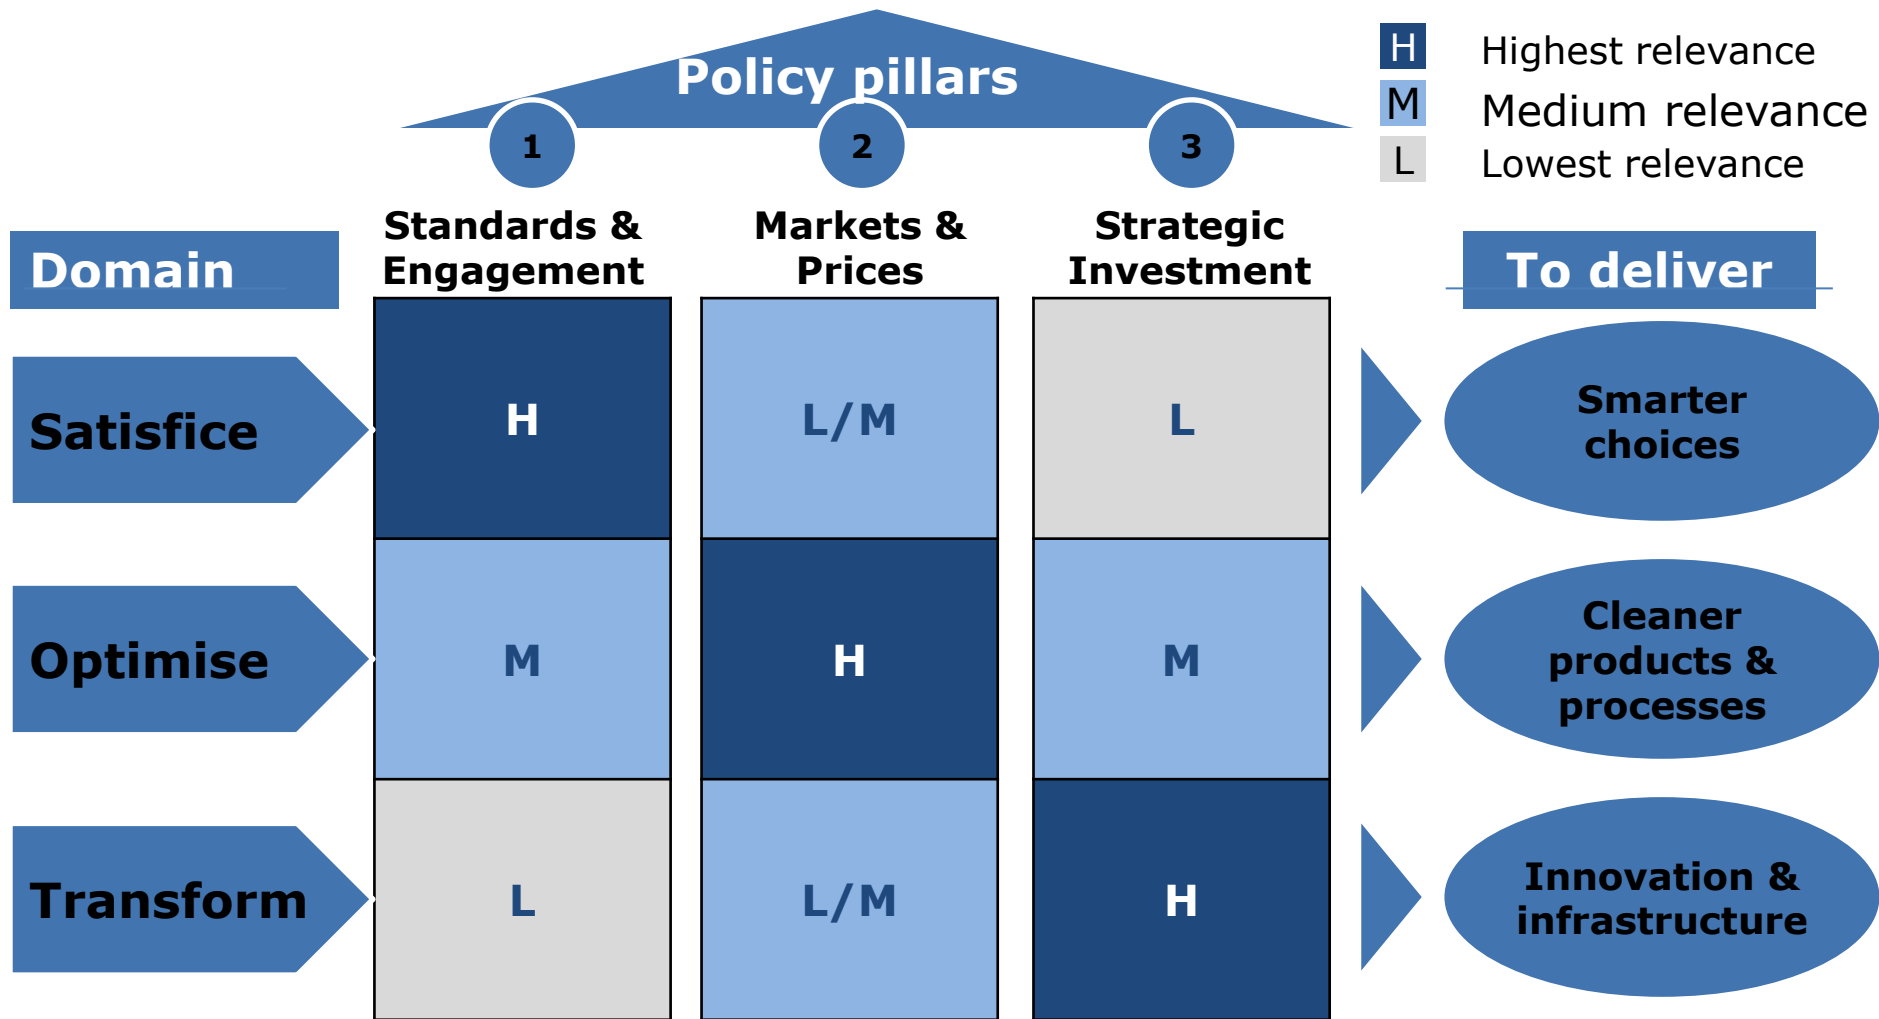 Policy pillars
H Highest relevance
M Medium relevance
L Lowest relevance
1 2 3
Standards &
Engagement
Markets &
Prices
Strategic
Investment
Domain
To deliver
Satisfice
H L/M L
Smarter
choices
Optimise
M H M
Cleaner
products &
processes
Transform
L L/M H
Innovation &
infrastructure